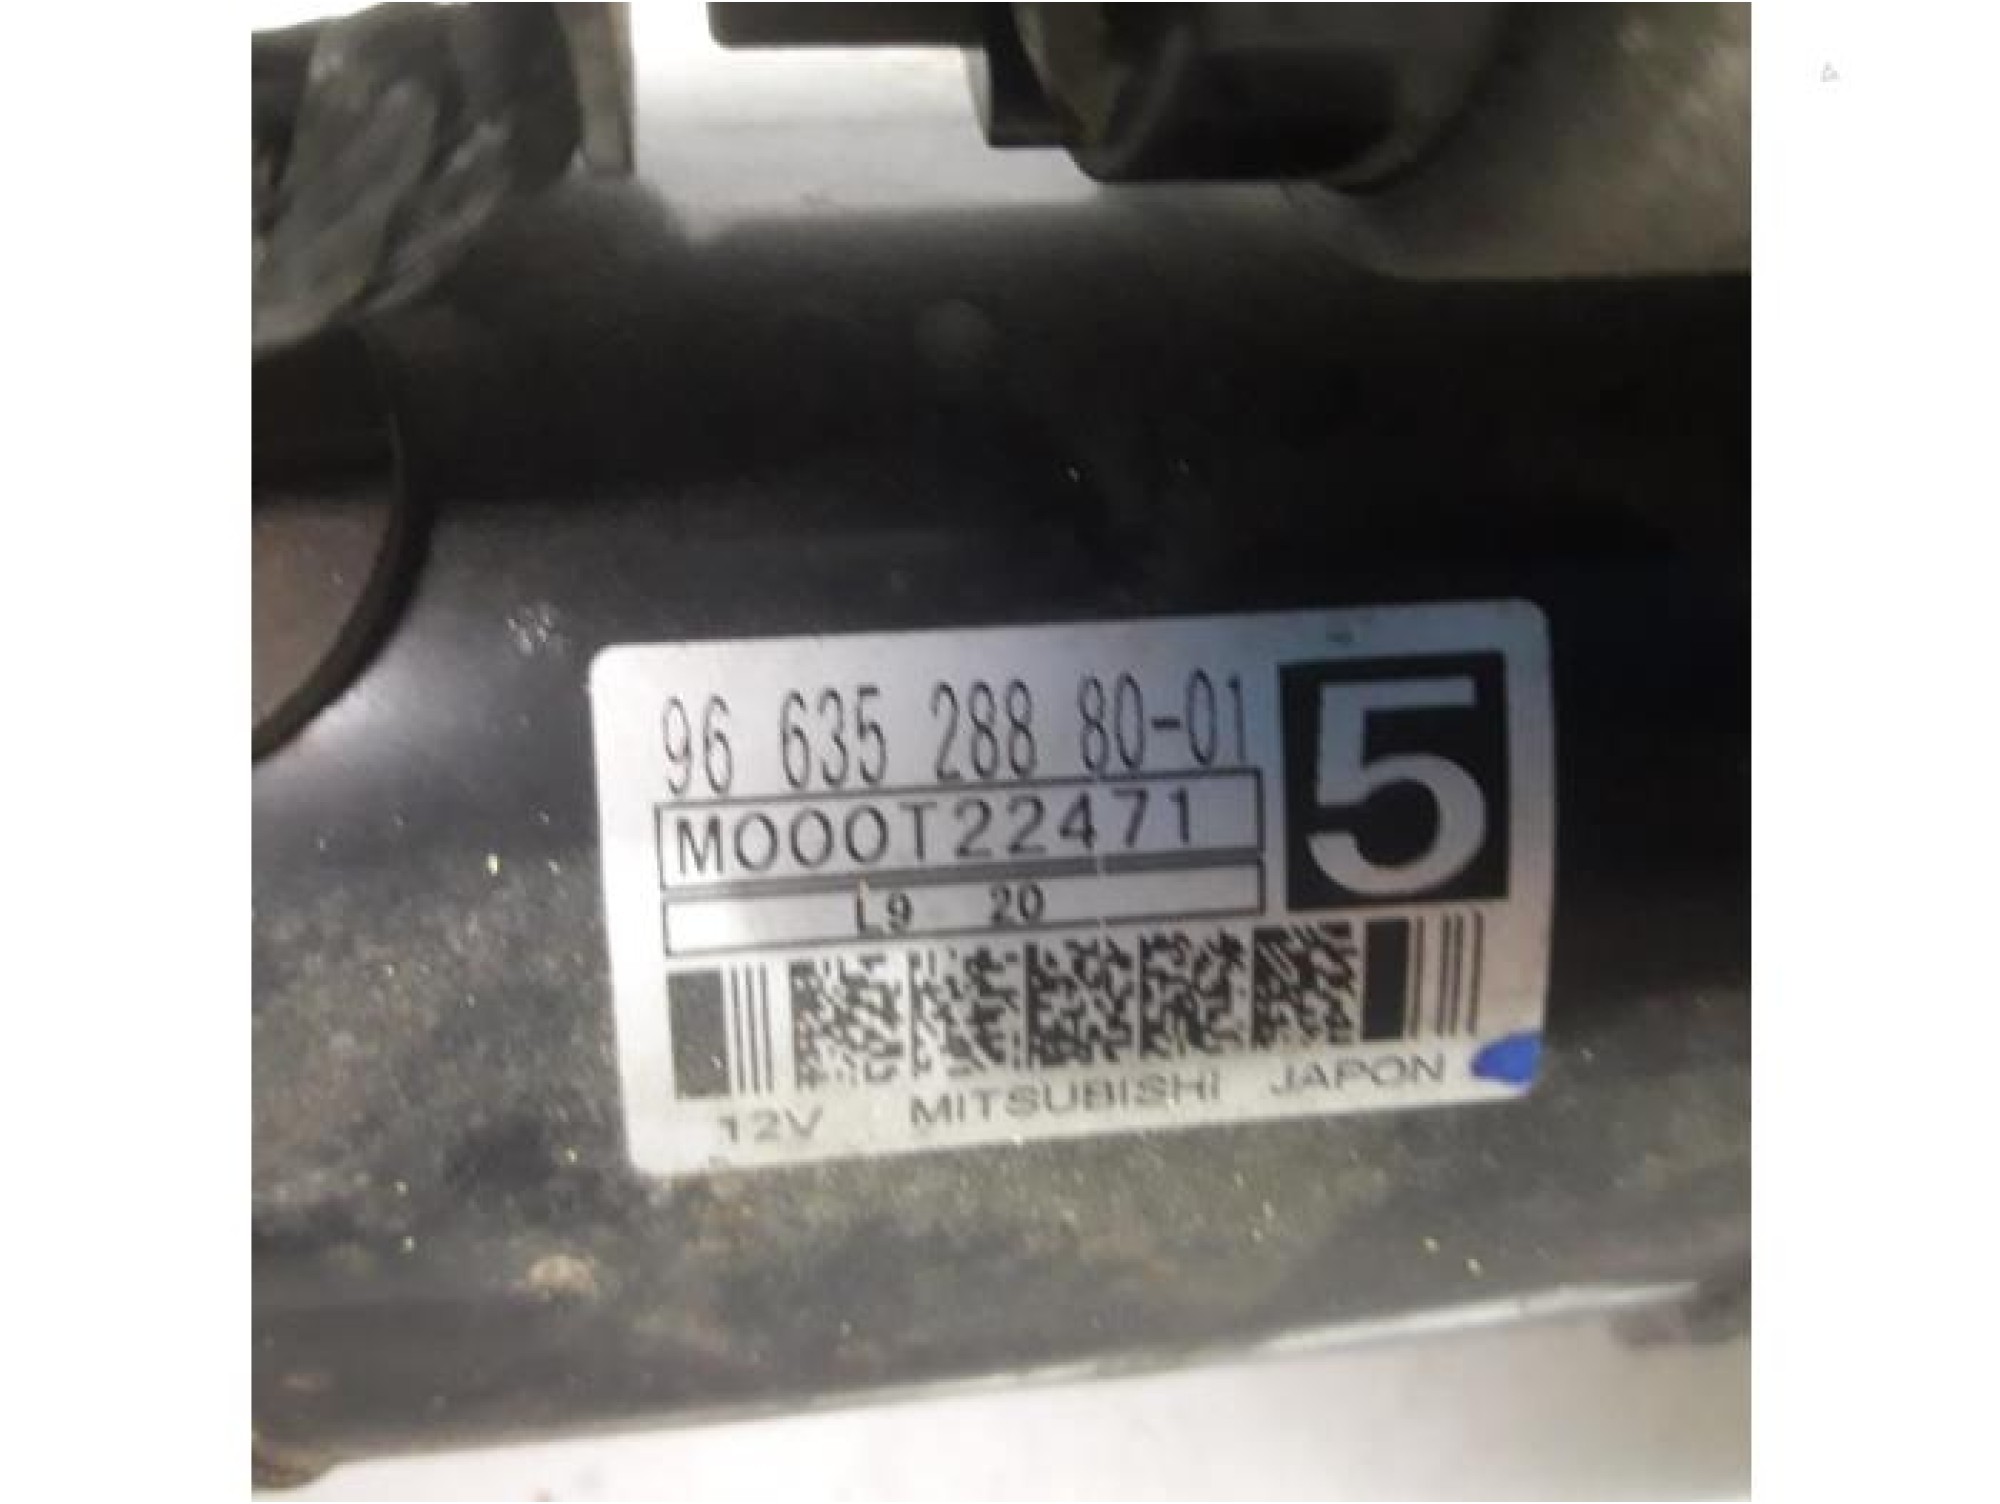 96 635 288 80-01
5
M000T22471
L9 20
12V MITSUBISHI JAPON